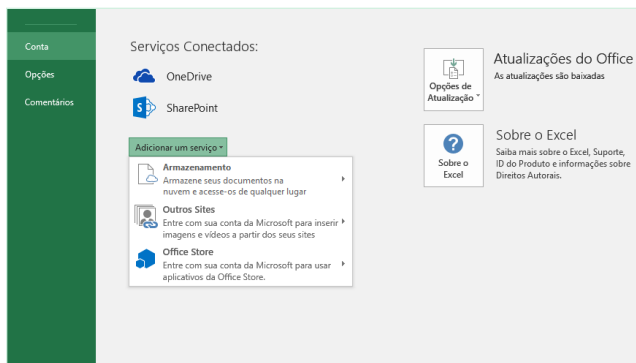 Conta
Opções
Comentários
Serviços Conectados:
OneDrive
SharePoint
Adicionar um serviço
Armazenamento
Armazene seus documentos na
nuvem e acesse-os de qualquer lugar
Outros Sites
Entre com sua conta da Microsoft para inserir
imagens e vídeos a partir dos seus sites
Office Store
Entre com sua conta da Microsoft para usar
aplicativos da Office Store.
Opções de
Atualização
Atualizações do Office
As atualizações são baixadas
Sobre o
Excel
Sobre o Excel
Saiba mais sobre o Excel, Suporte,
ID do Produto e informações sobre
Direitos Autorais.